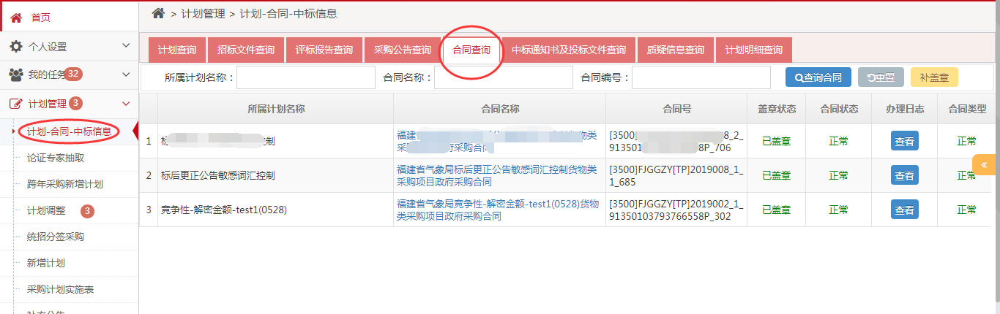 首页
个人设置
我的任务 32
计划管理 3
计划-合同-中标信息
论证专家抽取
跨年采购新增计划
计划调整 3
统招分签采购
新增计划
采购计划实施表
> 计划管理 > 计划-合同-中标信息
计划查询 招标文件查询 评标报告查询 采购公告查询 合同查询 中标通知书及投标文件查询 质疑信息查询 计划明细查询
所属计划名称： 合同名称： 合同编号： 查询合同 重置 补盖章
所属计划名称 合同名称 合同号 盖章状态 合同状态 办理日志 合同类型
1 控制 福建省 货物类 [3500] 8_2_ 已盖章 正常 查看 正常
采购 府采购合同 913501 8P_706
2 标后更正公告敏感词汇控制 福建省气象局标后更正公告敏感词汇控制货物类 [3500]FJGGZY[TP]2019008_1_ 已盖章 正常 查看 正常
采购项目政府采购合同 1_685
3 竞争性-解密金额-test1(0528) 福建省气象局竞争性-解密金额-test1(0528)货物 [3500]FJGGZY[TP]2019002_1_ 已盖章 正常 查看 正常
类采购项目政府采购合同 91350103793766558P_302
«